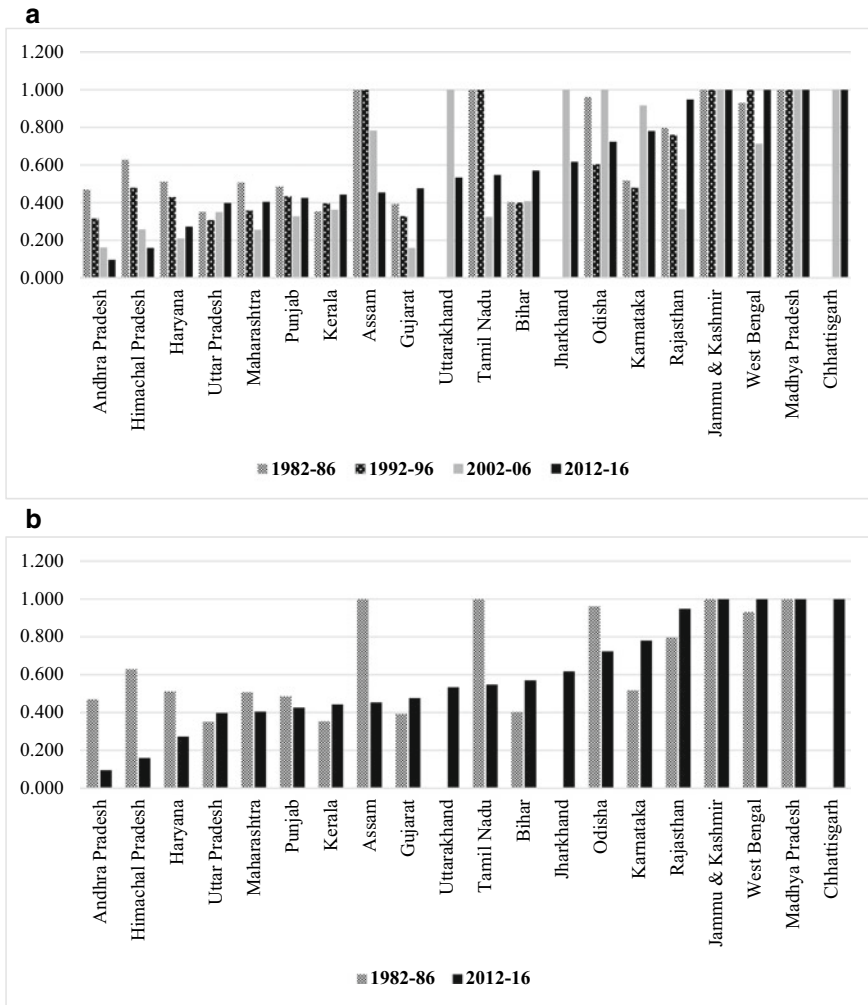 a
1.200
1.000
0.800
0.600
0.400
0.200
0.000
Andhra Pradesh
Himachal Pradesh
Haryana
Uttar Pradesh
Maharashtra
Punjab
Kerala
Assam
Gujarat
Uttarakhand
Tamil Nadu
Bihar
Jharkhand
Odisha
Karnataka
Rajasthan
Jammu & Kashmir
West Bengal
Madhya Pradesh
Chhattisgarh
1982-86 1992-96 2002-06 2012-16
b
1.200
1.000
0.800
0.600
0.400
0.200
0.000
Andhra Pradesh
Himachal Pradesh
Haryana
Uttar Pradesh
Maharashtra
Punjab
Kerala
Assam
Gujarat
Uttarakhand
Tamil Nadu
Bihar
Jharkhand
Odisha
Karnataka
Rajasthan
Jammu & Kashmir
West Bengal
Madhya Pradesh
Chhattisgarh
1982-86 2012-16